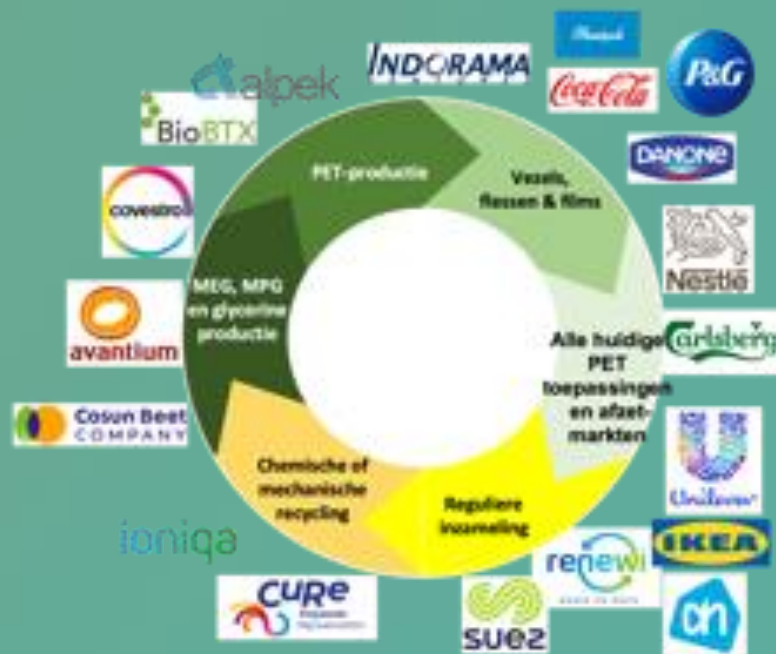 alpek
INDORAMA
P&G
Coca-Cola
BioBTX
DANONE
covestro
Nestlé
avantium
Carlsberg
Cosun Beet
COMPANY
Unilever
ioniqa
renewi
IKEA
CuRe
suez
ah
PET-productie
Vezels,
flessen & films
Alle huidige
PET
toepassingen
en afzet-
markten
Reguliere
inzameling
Chemische of
mechanische
recycling
MEG, MPG
en glycerine
productie